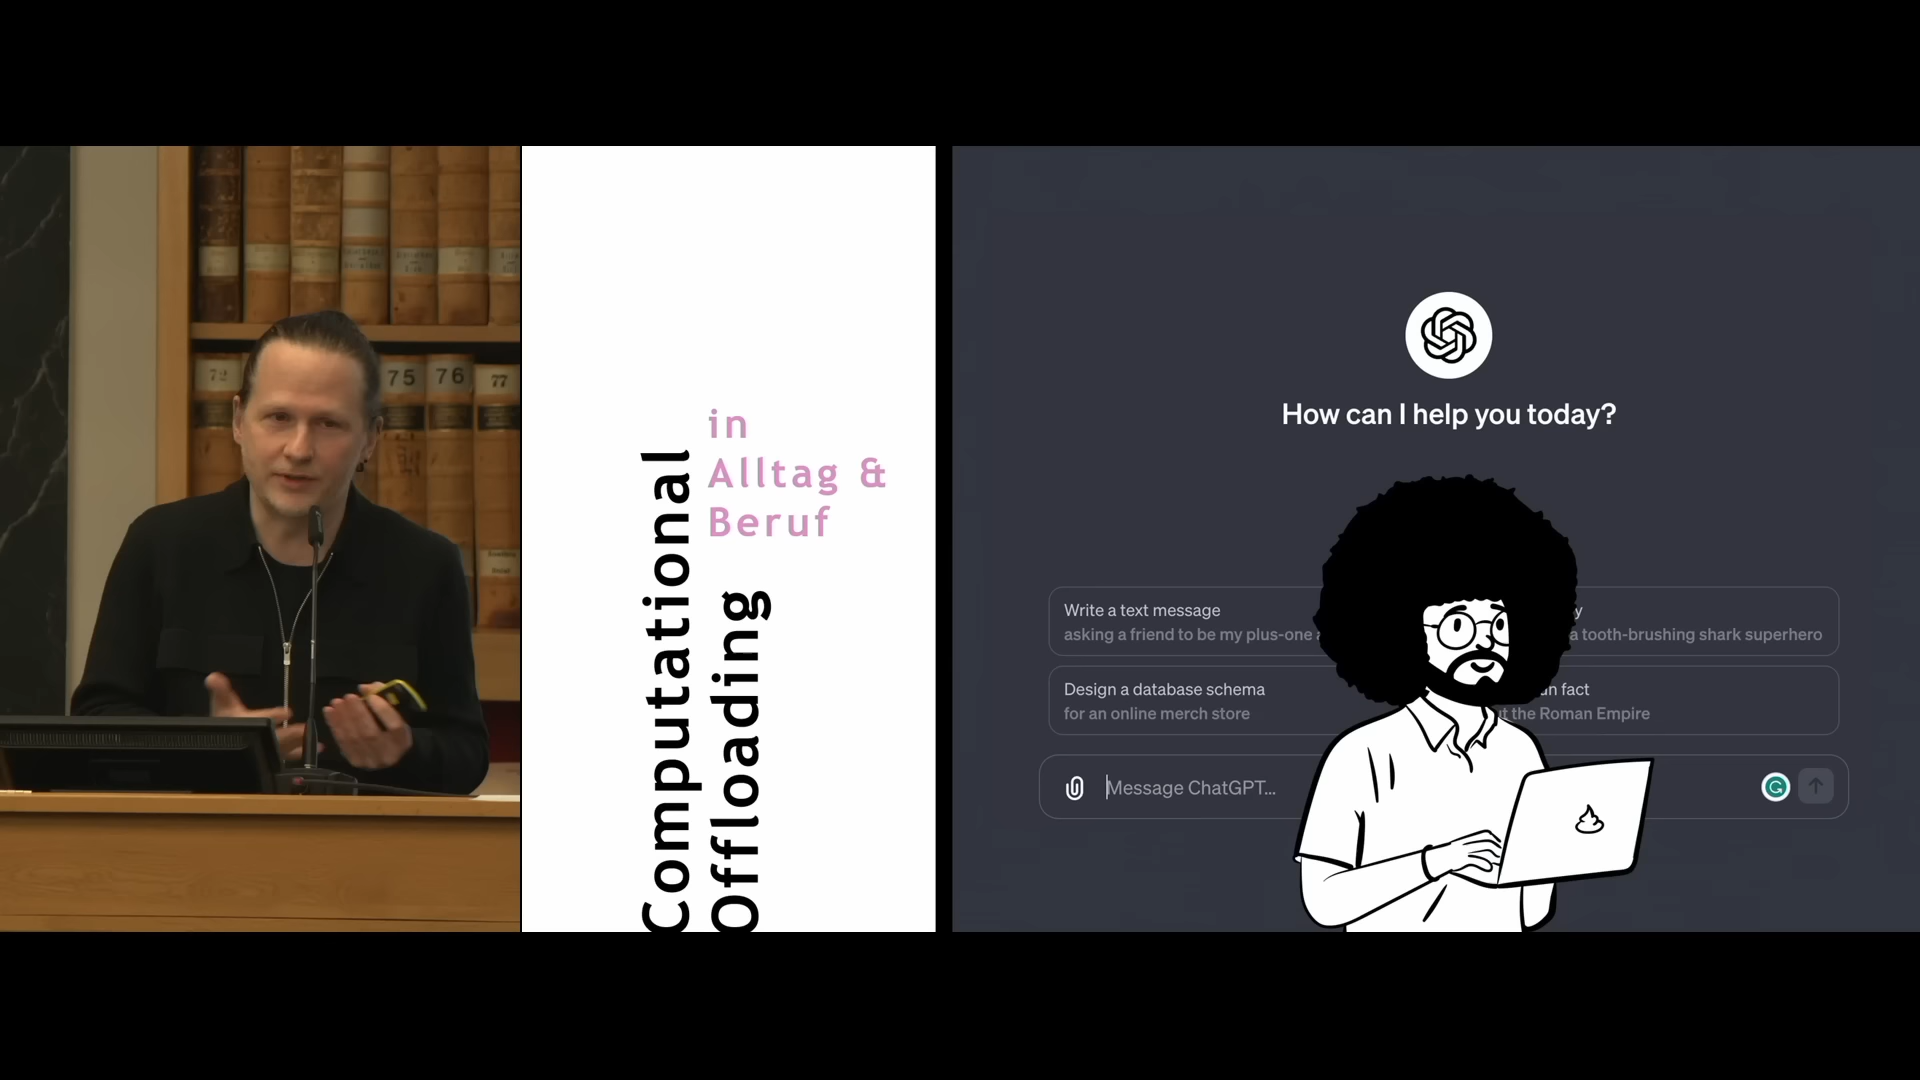 72
75
76
77
Computational
Offloading
in
Alltag &
Beruf
How can I help you today?
Write a text message
asking a friend to be my plus-one
y
a tooth-brushing shark superhero
Design a database schema
for an online merch store
un fact
t the Roman Empire
Message ChatGPT...